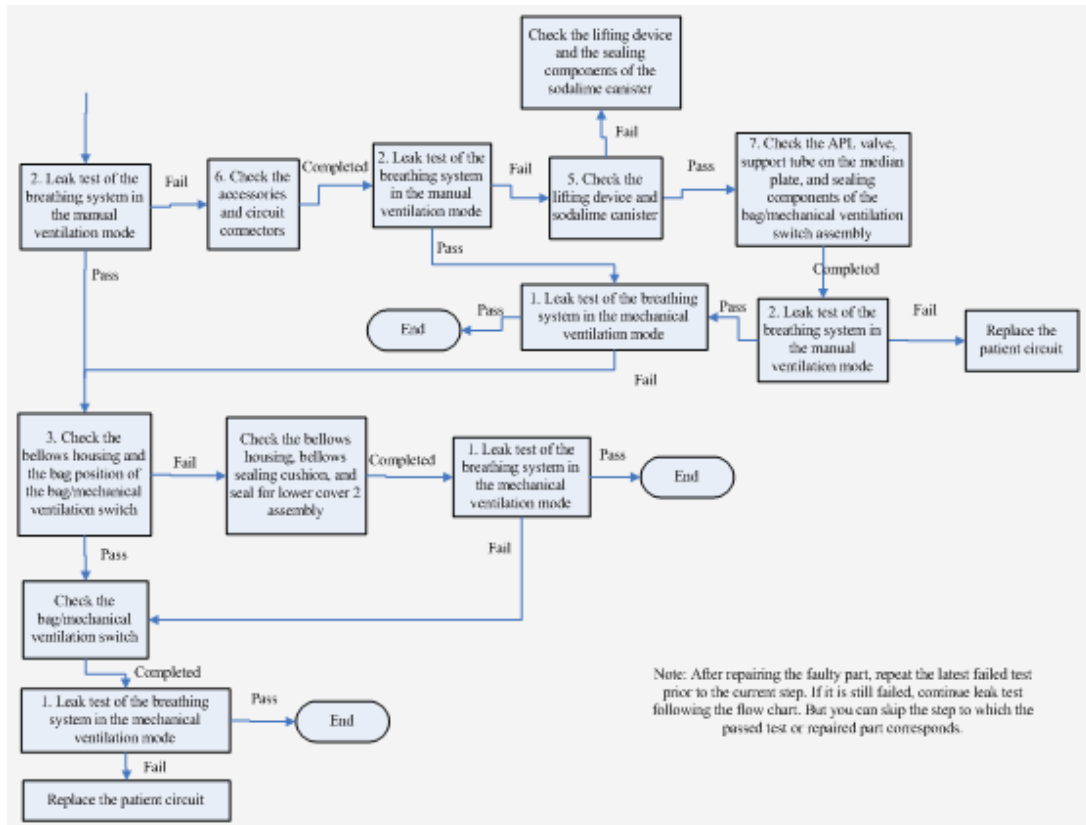 Check the lifting device
and the sealing
components of the
sodalime canister
Fail
2. Leak test of the
breathing system in
the manual
ventilation mode
Fail
6. Check the
accessories
and circuit
connectors
Completed
2. Leak test of the
breathing system
in the manual
ventilation mode
Fail
5. Check the
lifting device and
sodalime canister
Pass
7. Check the APL valve,
support tube on the median
plate, and sealing
components of the
bag/mechanical ventilation
switch assembly
Pass
Pass
Completed
End
Pass
1. Leak test of the breathing
system in the mechanical
ventilation mode
Pass
2. Leak test of the
breathing system in
the manual
ventilation mode
Fail
Replace the
patient circuit
Fail
3. Check the
bellows housing and
the bag position of
the bag/mechanical
ventilation switch
Fail
Check the bellows
housing, bellows
sealing cushion, and
seal for lower cover 2
assembly
Completed
1. Leak test of the
breathing system in
the mechanical
ventilation mode
Pass
End
Pass
Fail
Check the
bag/mechanical
ventilation switch
Completed
1. Leak test of the breathing
system in the mechanical
ventilation mode
Pass
End
Fail
Replace the patient circuit
Note: After repairing the faulty part, repeat the latest failed test
prior to the current step. If it is still failed, continue leak test
following the flow chart. But you can skip the step to which the
passed test or repaired part corresponds.